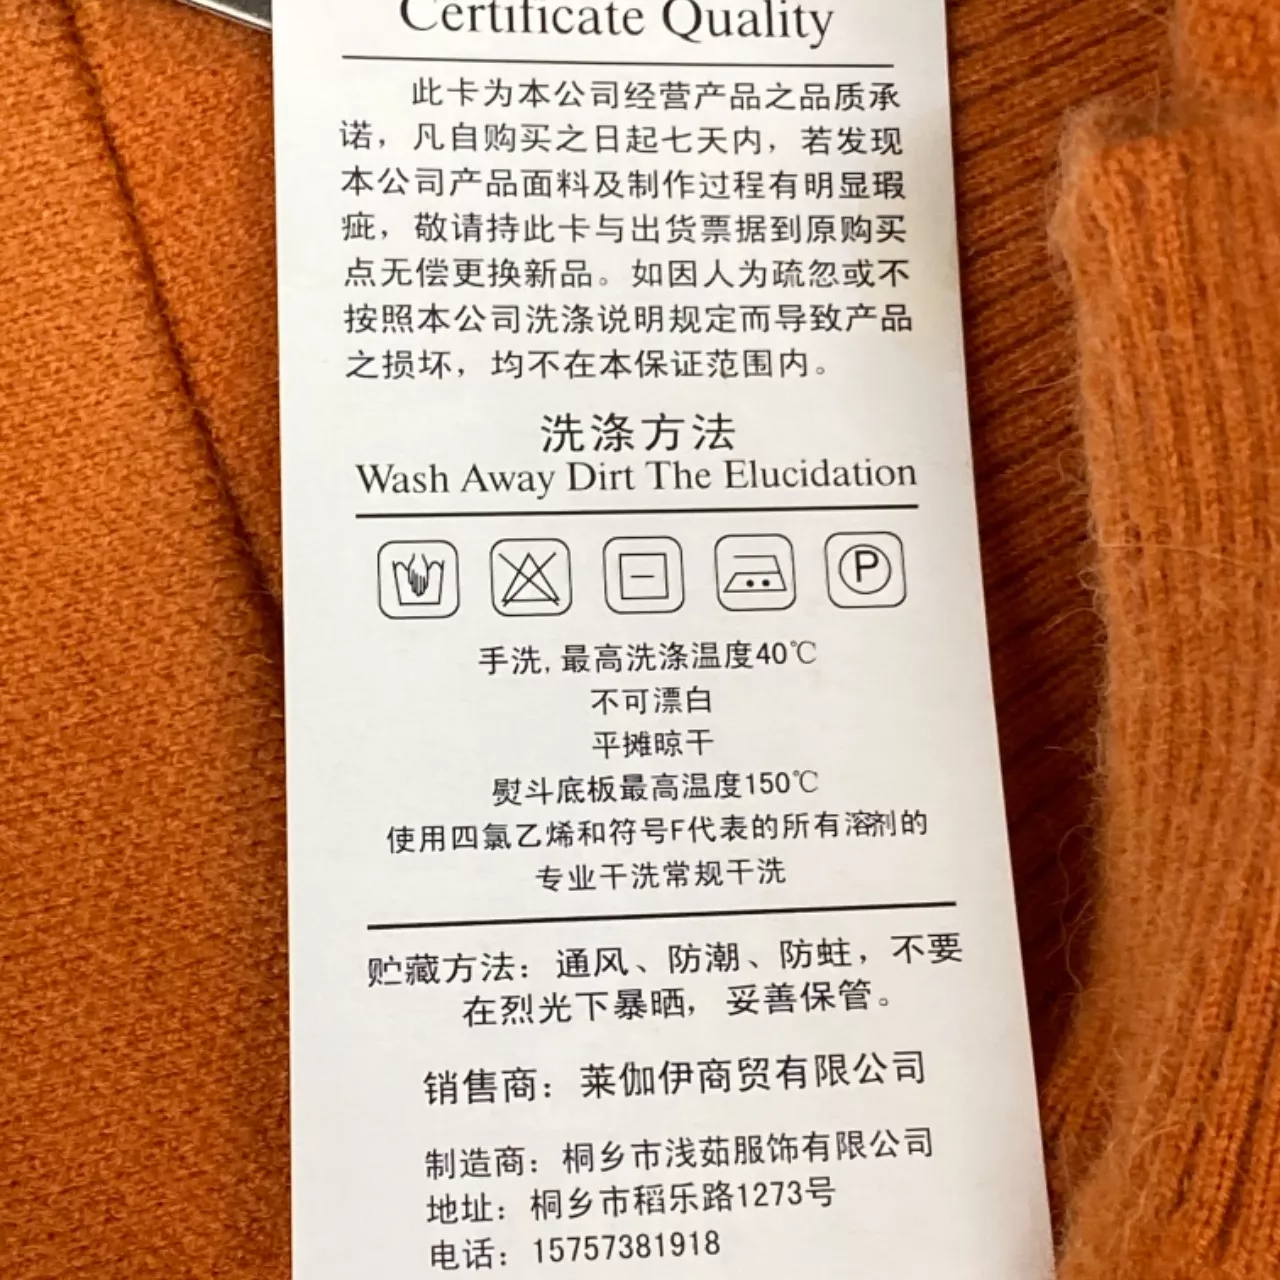 Certificate Quality
此卡为本公司经营产品之品质承
诺，凡自购买之日起七天内，若发现
本公司产品面料及制作过程有明显瑕
疵，敬请持此卡与出货票据到原购买
点无偿更换新品。如因人为疏忽或不
按照本公司洗涤说明规定而导致产品
之损坏，均不在本保证范围内。
洗涤方法
Wash Away Dirt The Elucidation
P
手洗,最高洗涤温度40℃
不可漂白
平摊晾干
熨斗底板最高温度150℃
使用四氯乙烯和符号F代表的所有溶剂的
专业干洗常规干洗
贮藏方法：通风、防潮、防蛀，不要
在烈光下暴晒，妥善保管。
销售商：莱伽伊商贸有限公司
制造商：桐乡市浅茹服饰有限公司
地址：桐乡市稻乐路1273号
电话：15757381918